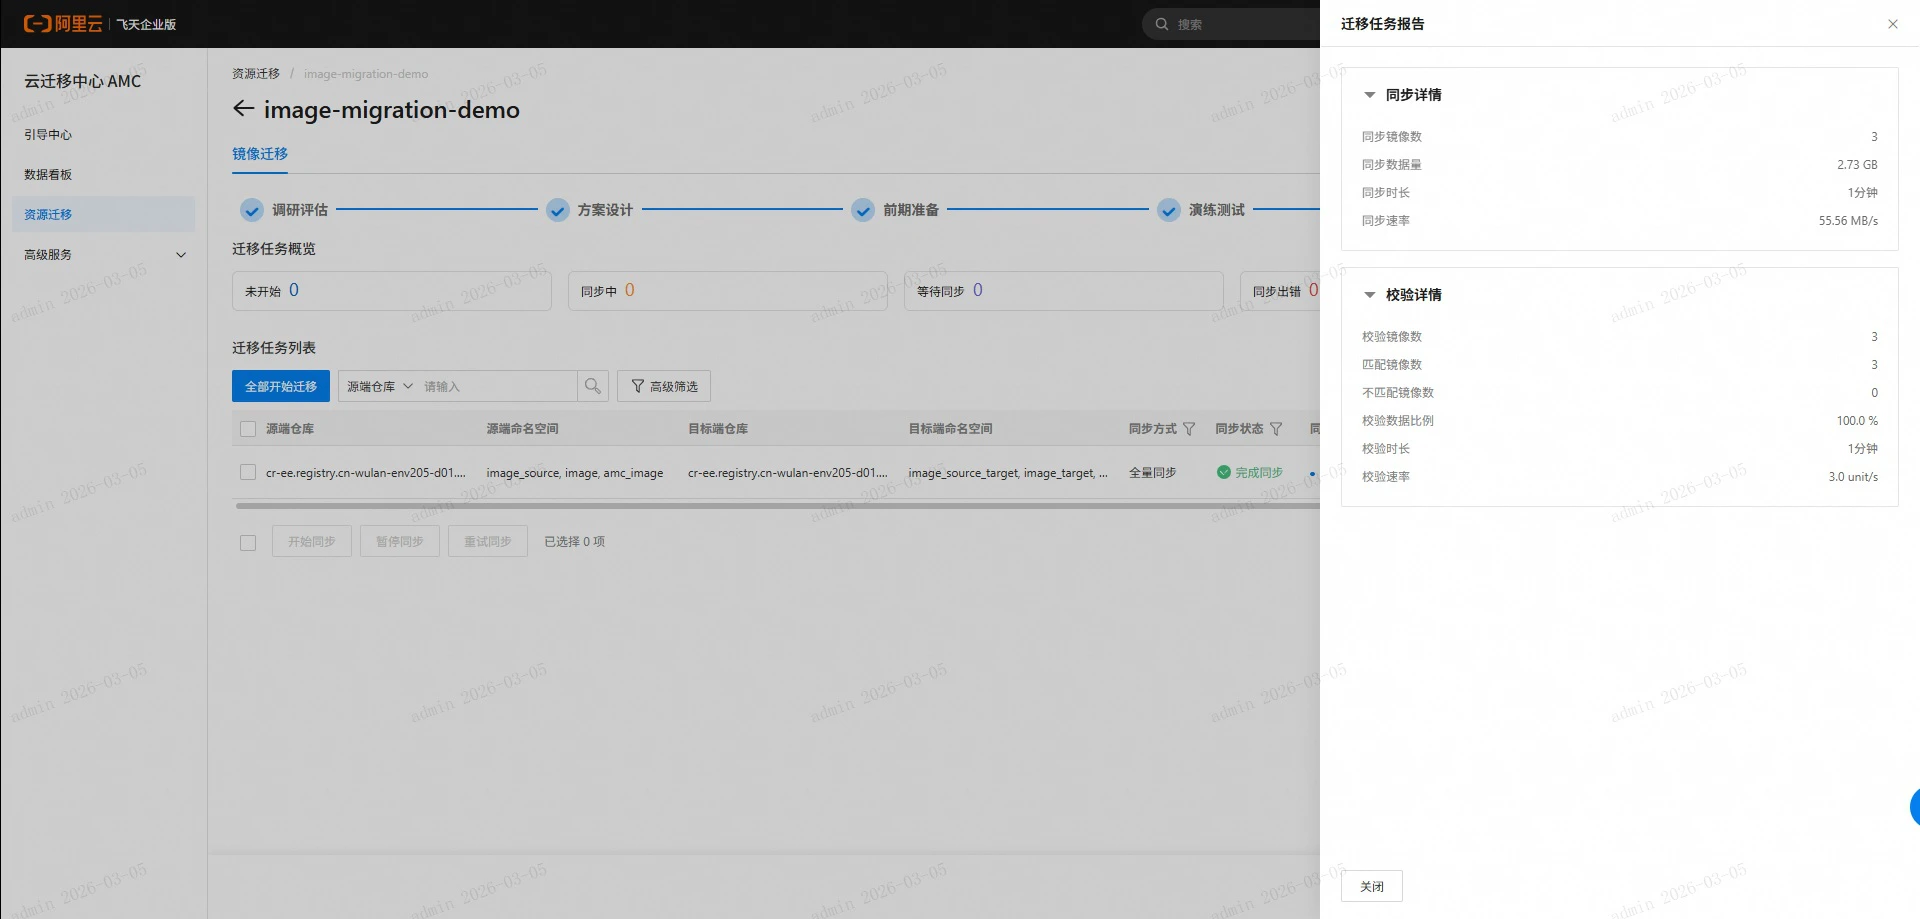 阿里云 | 飞天企业版
搜索
云迁移中心 AMC
引导中心
数据看板
资源迁移
高级服务
资源迁移 / image-migration-demo
image-migration-demo
镜像迁移
调研评估 方案设计 前期准备 演练测试
迁移任务概览
未开始 0 同步中 0 等待同步 0 同步出错 0
迁移任务列表
全部开始迁移 源端仓库 请输入 高级筛选
源端仓库 源端命名空间 目标端仓库 目标端命名空间 同步方式 同步状态 同
cr-ee.registry.cn-wulan-env205-d01.... image_source, image, amc_image cr-ee.registry.cn-wulan-env205-d01.... image_source_target, image_target, ... 全量同步 完成同步
开始同步 暂停同步 重试同步 已选择 0 项
迁移任务报告
同步详情
同步镜像数 3
同步数据量 2.73 GB
同步时长 1分钟
同步速率 55.56 MB/s
校验详情
校验镜像数 3
匹配镜像数 3
不匹配镜像数 0
校验数据比例 100.0 %
校验时长 1分钟
校验速率 3.0 unit/s
关闭
admin 2026-03-05